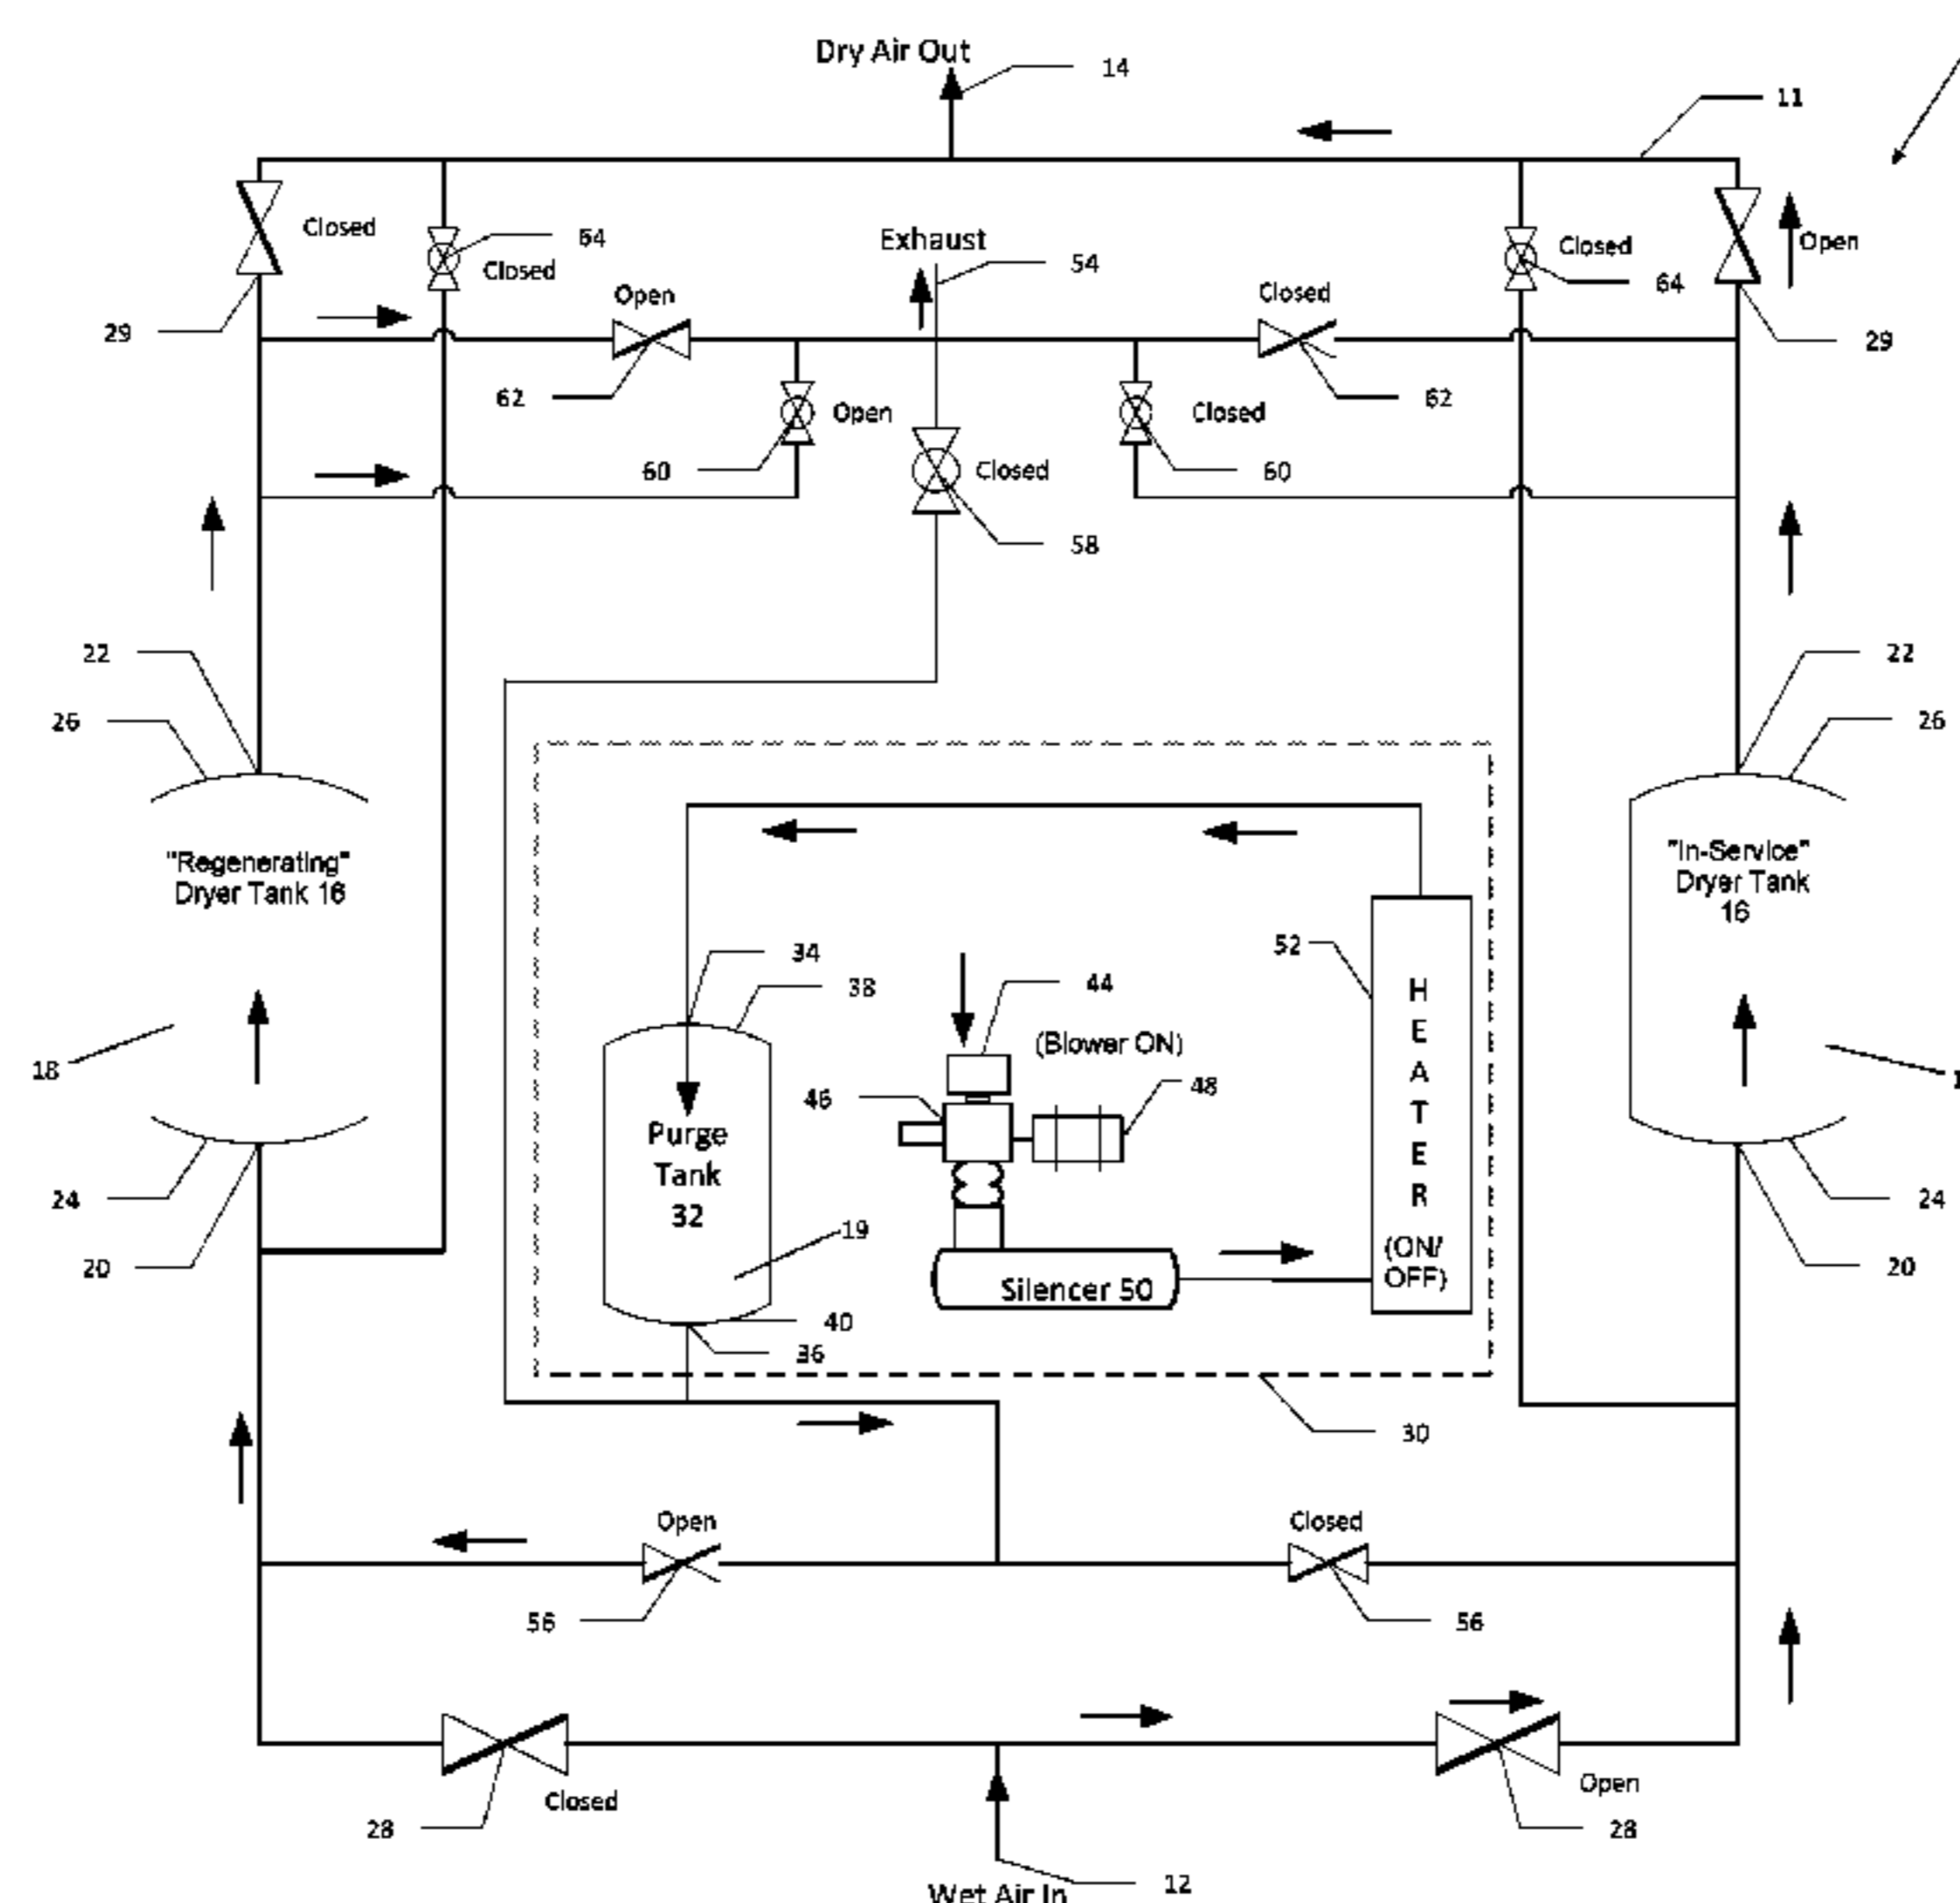 Dry Air Out
14
11
Closed
64
Closed
Exhaust
54
Closed
64
Open
29
Open
62
Closed
62
29
60
Open
Closed
58
Closed
60
22
26
22
26
"Regenerating"
Dryer Tank 16
"In-Service"
Dryer Tank
16
34
38
44
(Blower ON)
52
H
E
A
T
E
R
(ON/
OFF)
18
46
48
Purge
Tank
32
19
Silencer 50
40
36
24
20
24
20
30
Open
56
Closed
56
Closed
28
Open
28
12
Wet Air In